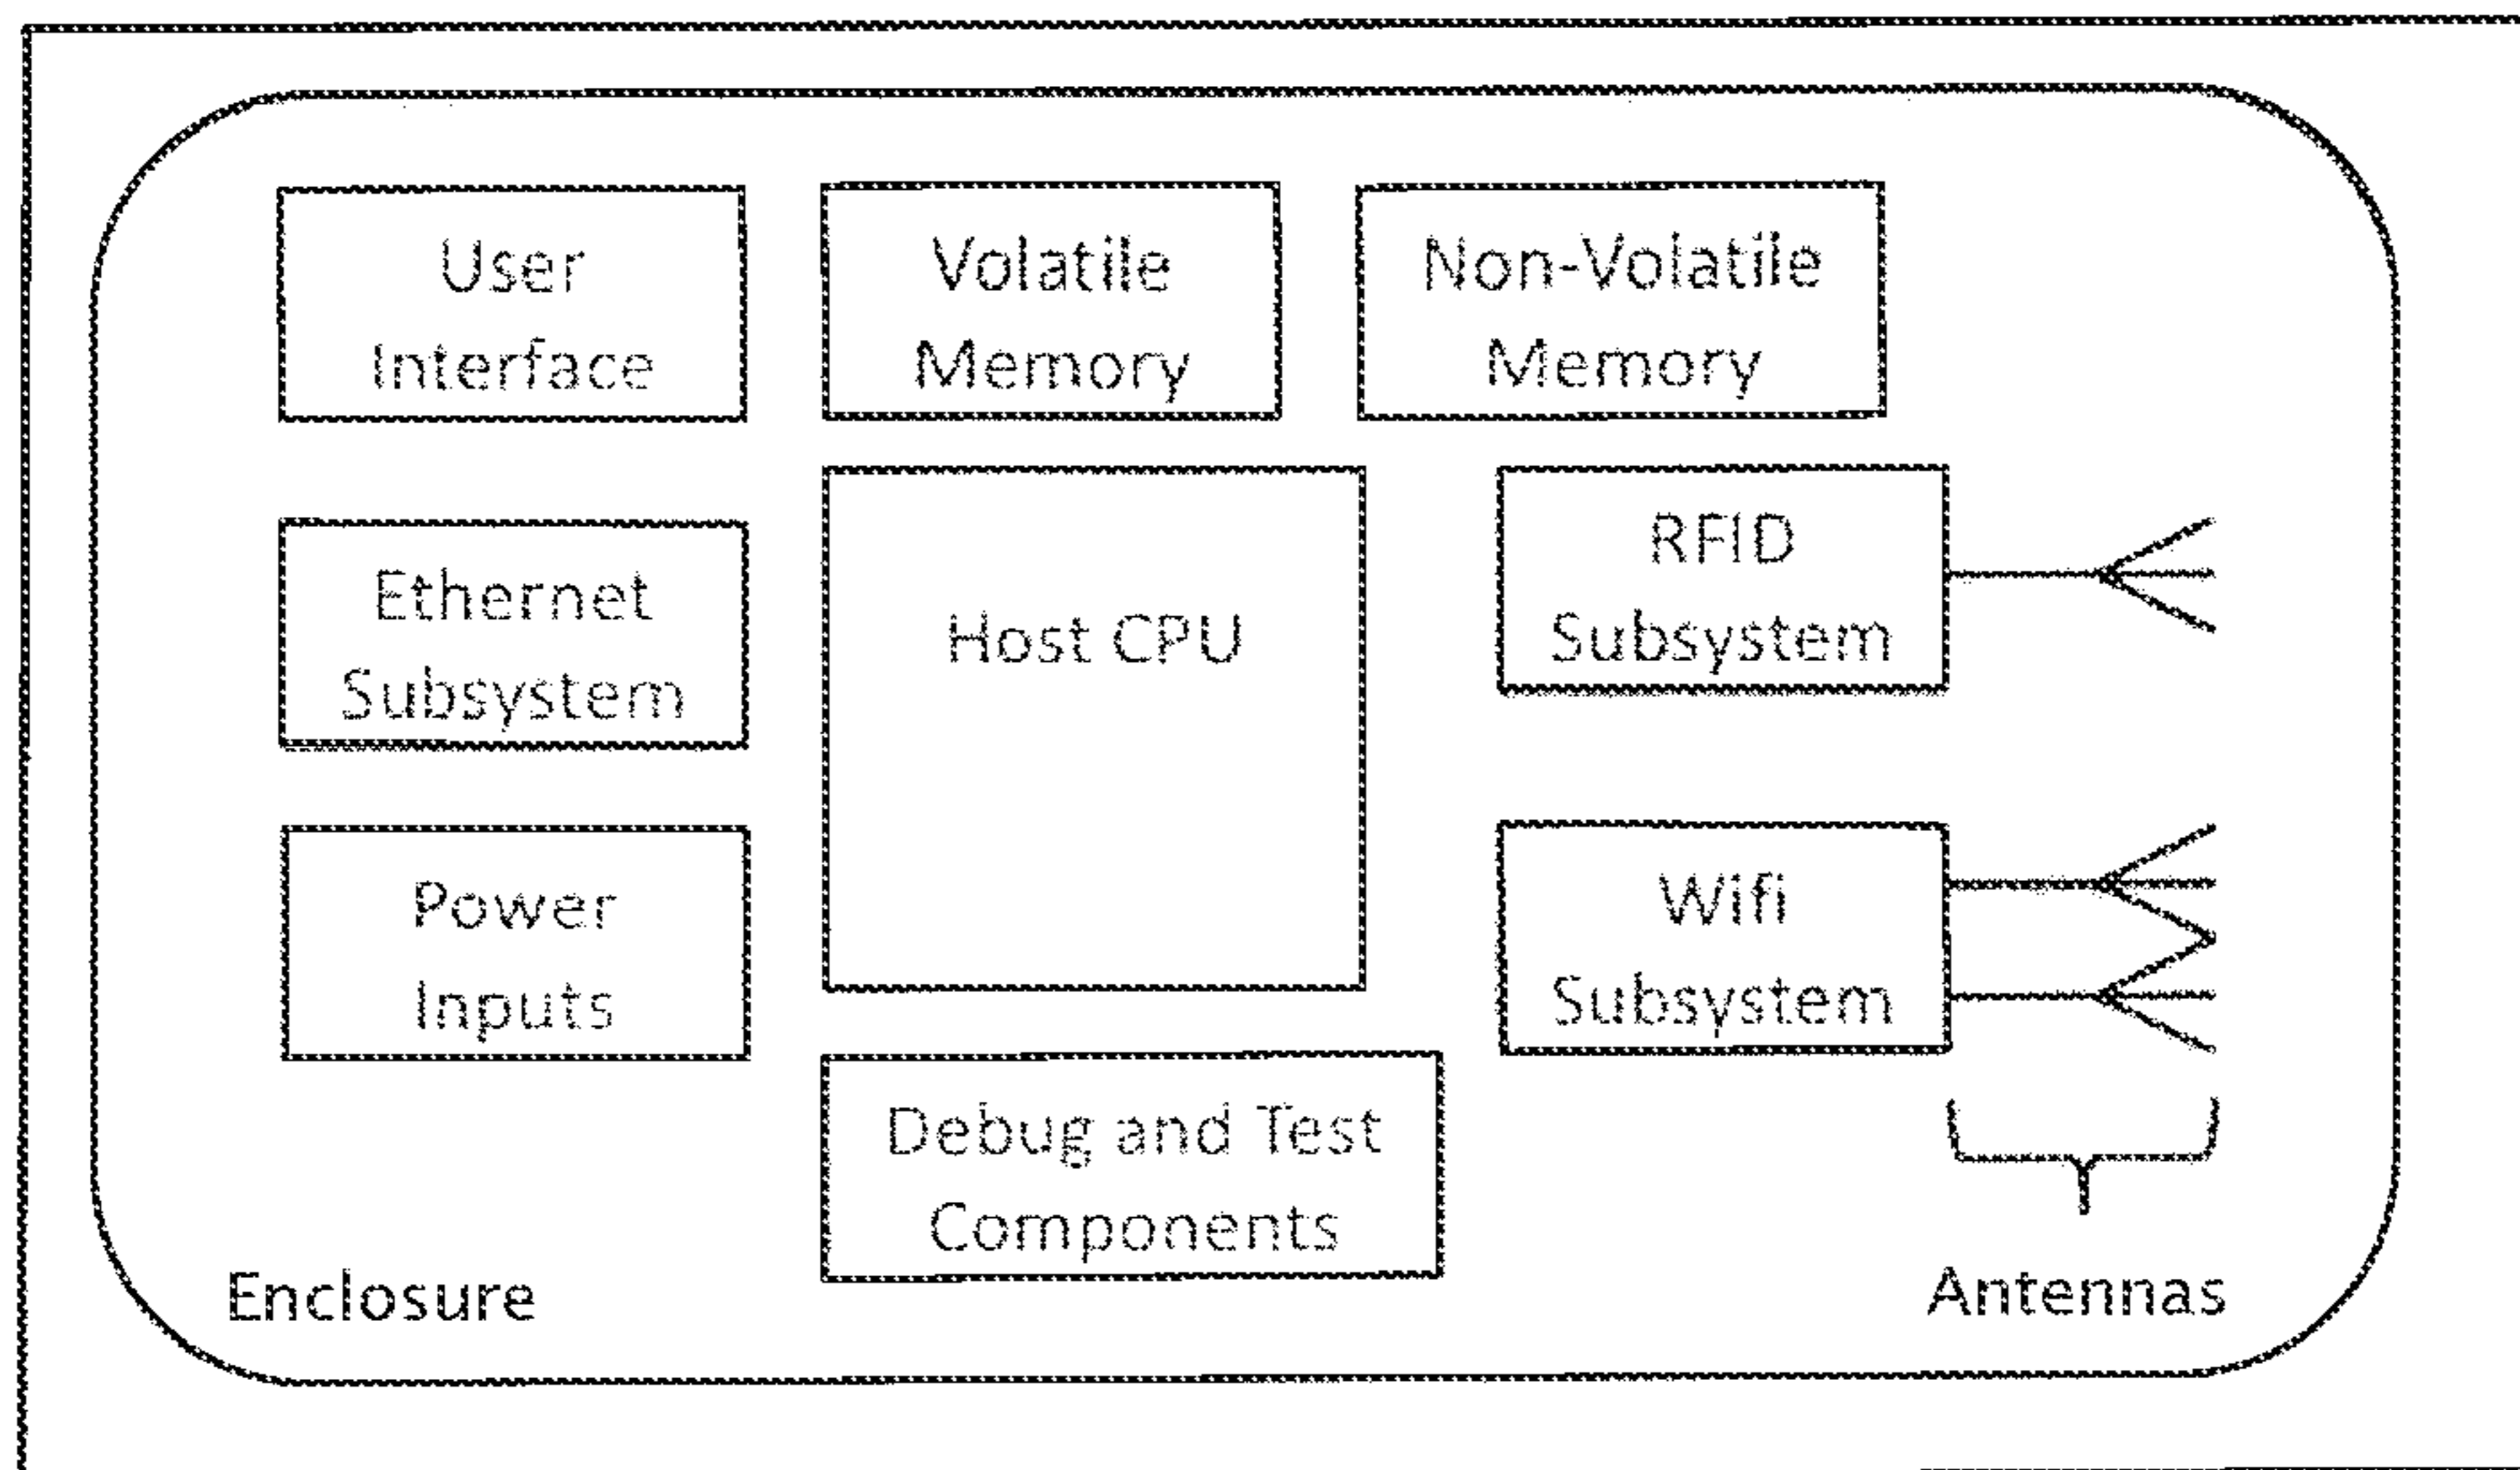 User
Interface
Volatile
Memory
Non-Volatile
Memory
Ethernet
Subsystem
Host CPU
RFID
Subsystem
Power
Inputs
Wifi
Subsystem
Debug and Test
Components
Enclosure
Antennas